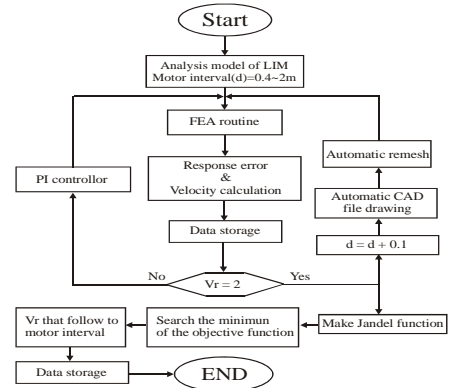 Start
Analysis model of LIM
Motor interval(d)=0.4~2m
FEA routine
Response error
&
Velocity calculation
Data storage
PI controllor
Automatic remesh
Automatic CAD
file drawing
d = d + 0.1
No
Vr = 2
Yes
Make Jandel function
Search the minimun
of the objective function
Vr that follow to
motor interval
Data storage
END